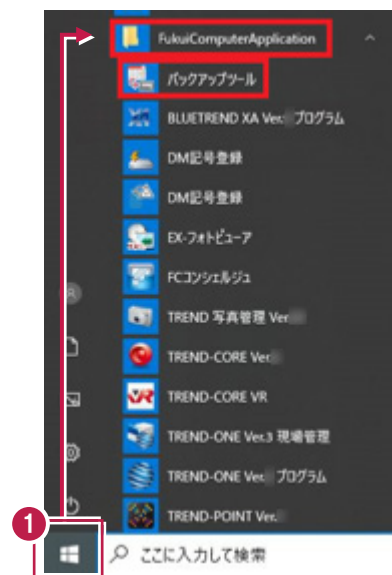 FukuiComputerApplication
バックアップツール
BLUETREND XA Ver. プログラム
DM記号登録
DM記号登録
EX-フォトビューア
FCコンシェルジュ
TREND 写真管理 Ver
TREND-CORE Ver.
TREND-CORE VR
TREND-ONE Ver.3 現場管理
TREND-ONE Ver. プログラム
TREND-POINT Ver.
1
ここに入力して検索